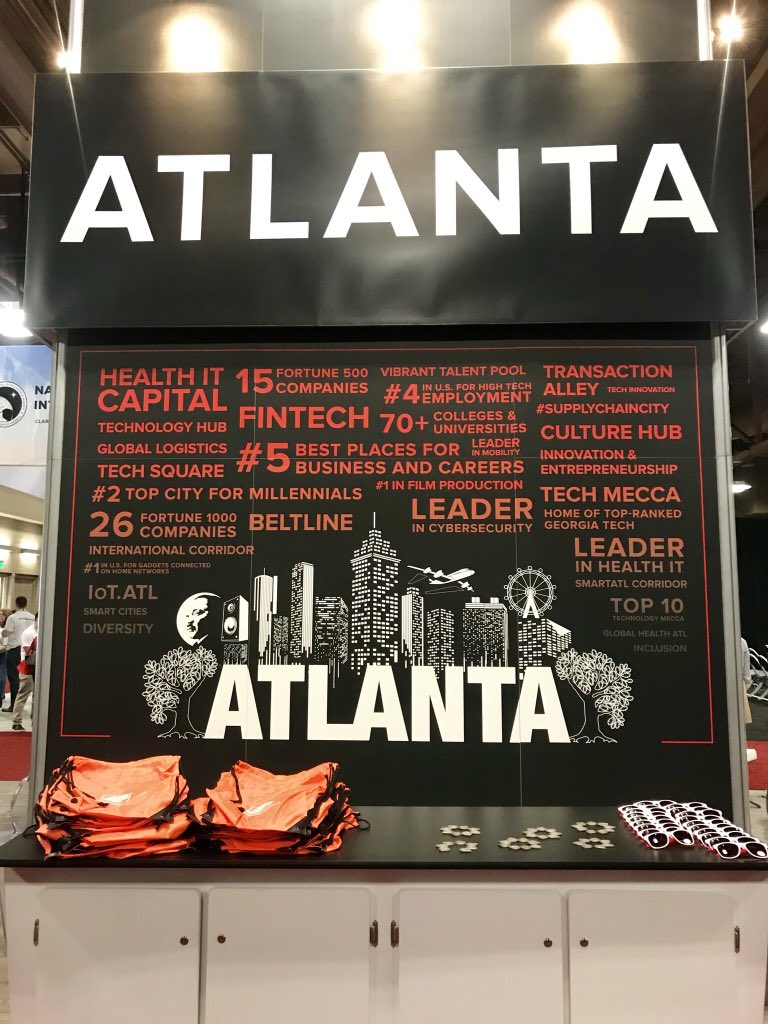 ATLANTA
HEALTH IT
CAPITAL
TECHNOLOGY HUB
GLOBAL LOGISTICS
TECH SQUARE
15 FORTUNE 500
COMPANIES
FINTECH
VIBRANT TALENT POOL
#4 IN U.S. FOR HIGH TECH
EMPLOYMENT
70+ COLLEGES &
UNIVERSITIES
TRANSACTION
ALLEY TECH INNOVATION
#SUPPLYCHAINCITY
CULTURE HUB
INNOVATION &
ENTREPRENEURSHIP
#5 BEST PLACES FOR
BUSINESS AND CAREERS
LEADER
IN MOBILITY
#2 TOP CITY FOR MILLENNIALS
#1 IN FILM PRODUCTION
26 FORTUNE 1000
COMPANIES
BELTLINE
LEADER
IN CYBERSECURITY
TECH MECCA
HOME OF TOP-RANKED
GEORGIA TECH
INTERNATIONAL CORRIDOR
#1 IN U.S. FOR GADGETS CONNECTED
ON HOME NETWORKS
LEADER
IN HEALTH IT
SMARTATL CORRIDOR
IoT.ATL
SMART CITIES
DIVERSITY
TOP 10
TECHNOLOGY MECCA
GLOBAL HEALTH ATL
INCLUSION
ATLANTA
NA
INT